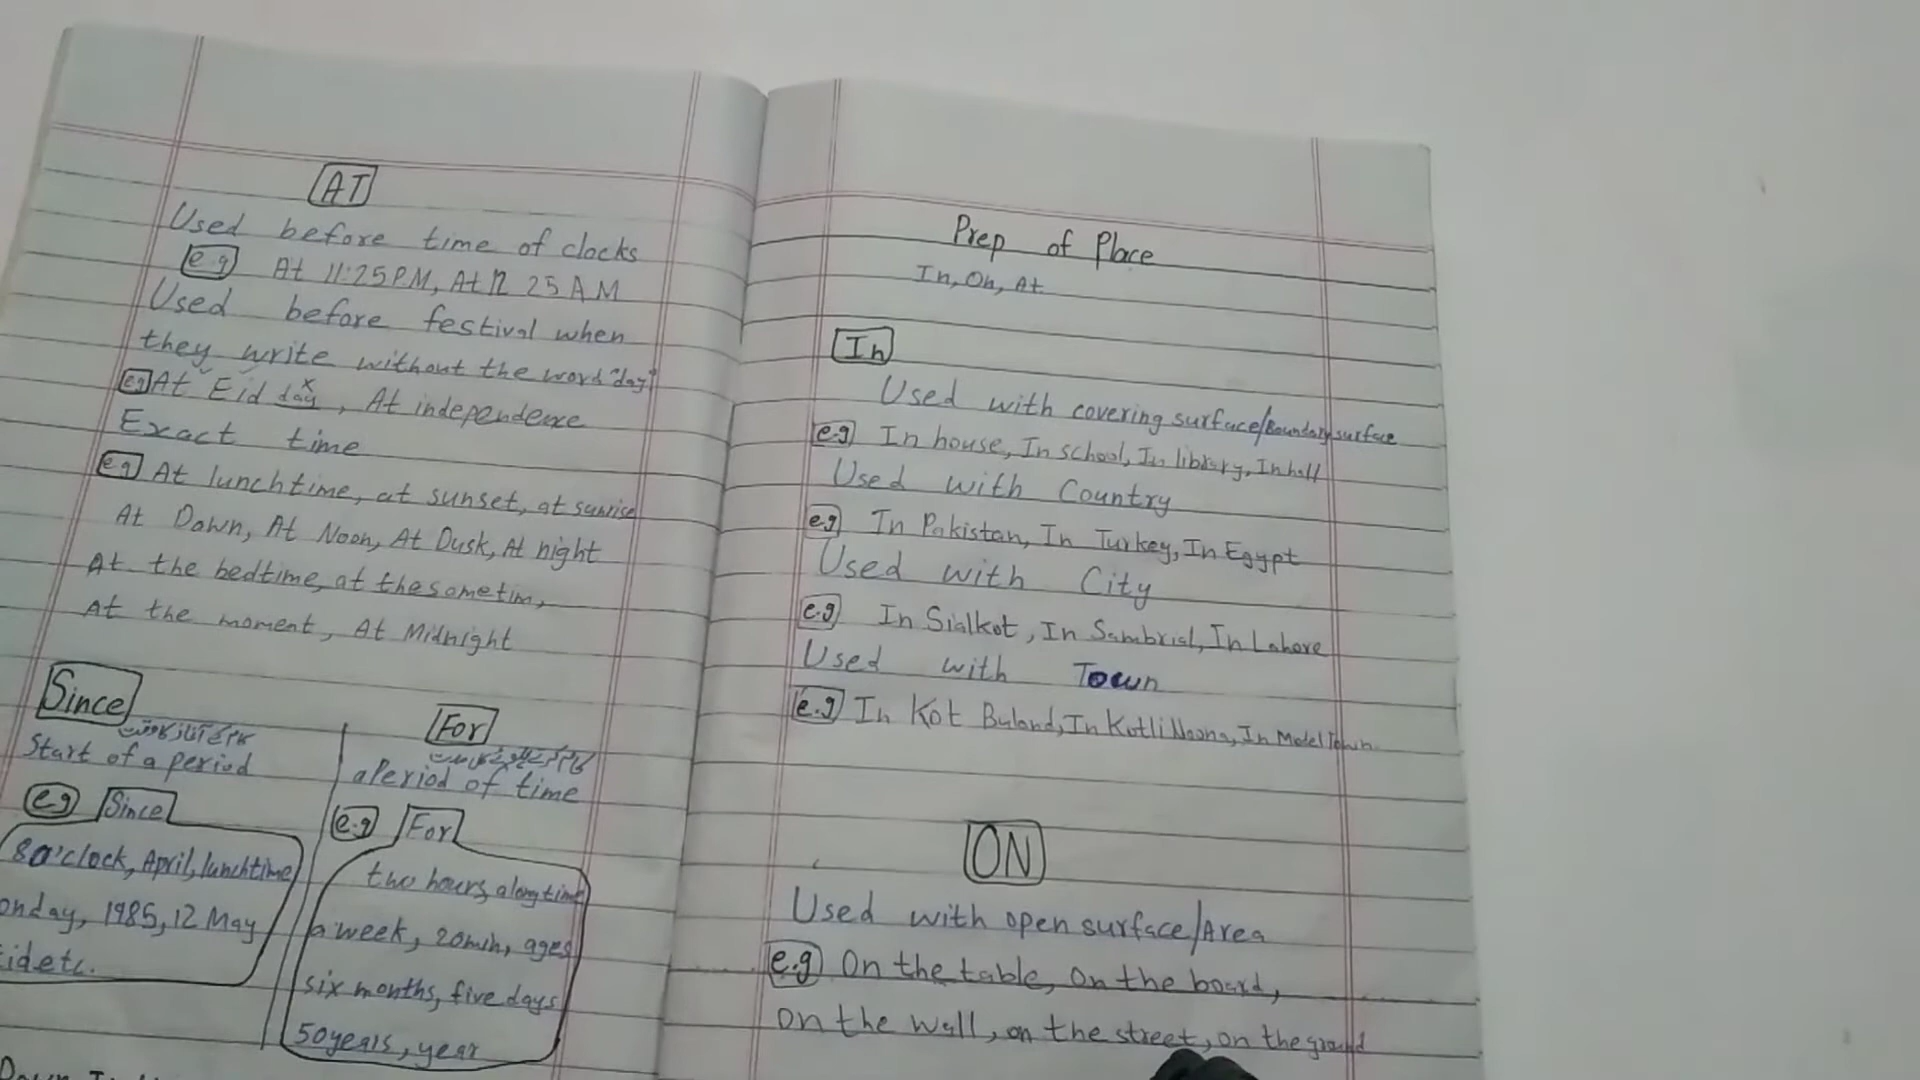 AT
Used before time of clocks
e.g At 11:25PM, At 12 25 AM
Used before festival when
they write without the word "day"
e.g At Eid day x, At independence
Exact time
e.g At lunchtime, at sunset, at sunrise
At Dawn, At Noon, At Dusk, At night
At the bedtime, at the sametim,
At the moment, At Midnight
Since
Start of a period
e.g Since
8 o'clock, April, lunchtime
onday, 1985, 12 May
id etc.
For
a Period of time
e.g For
two hours, a long time
a week, 20min, ages
six months, five days
50 years, year
Prep of Place
In, On, At
In
Used with covering surface/Boundary surface
e.g In house, In school, In library, In hall
Used with Country
e.g In Pakistan, In Turkey, In Egypt
Used with City
e.g In Sialkot, In Sambrial, In Lahore
Used with Town
e.g In Kot Buland, In Kotli Noona, In Model Town
ON
Used with open surface/Area
e.g On the table, On the board,
on the wall, on the street, on the ground